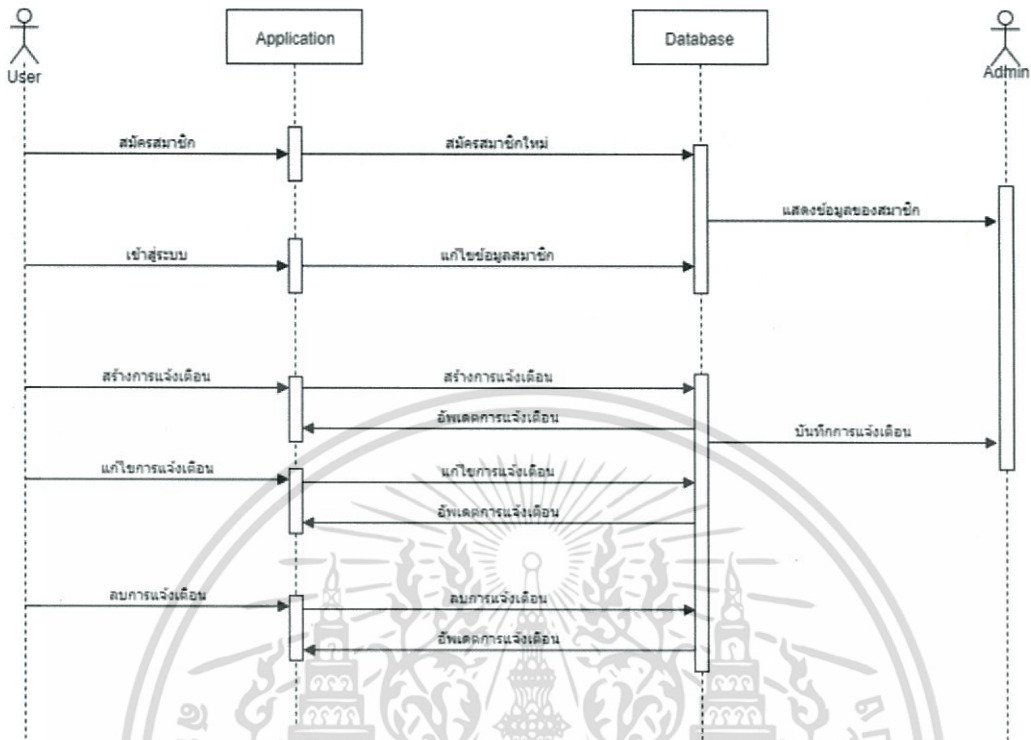 Application
Database
User
Admin
สมัครสมาชิก
สมัครสมาชิกใหม่
แสดงข้อมูลของสมาชิก
เข้าสู่ระบบ
แก้ไขข้อมูลสมาชิก
สร้างการแจ้งเตือน
สร้างการแจ้งเตือน
อัพเดตการแจ้งเตือน
บันทึกการแจ้งเตือน
แก้ไขการแจ้งเตือน
แก้ไขการแจ้งเตือน
อัพเดตการแจ้งเตือน
ลบการแจ้งเตือน
ลบการแจ้งเตือน
อัพเดตการแจ้งเตือน